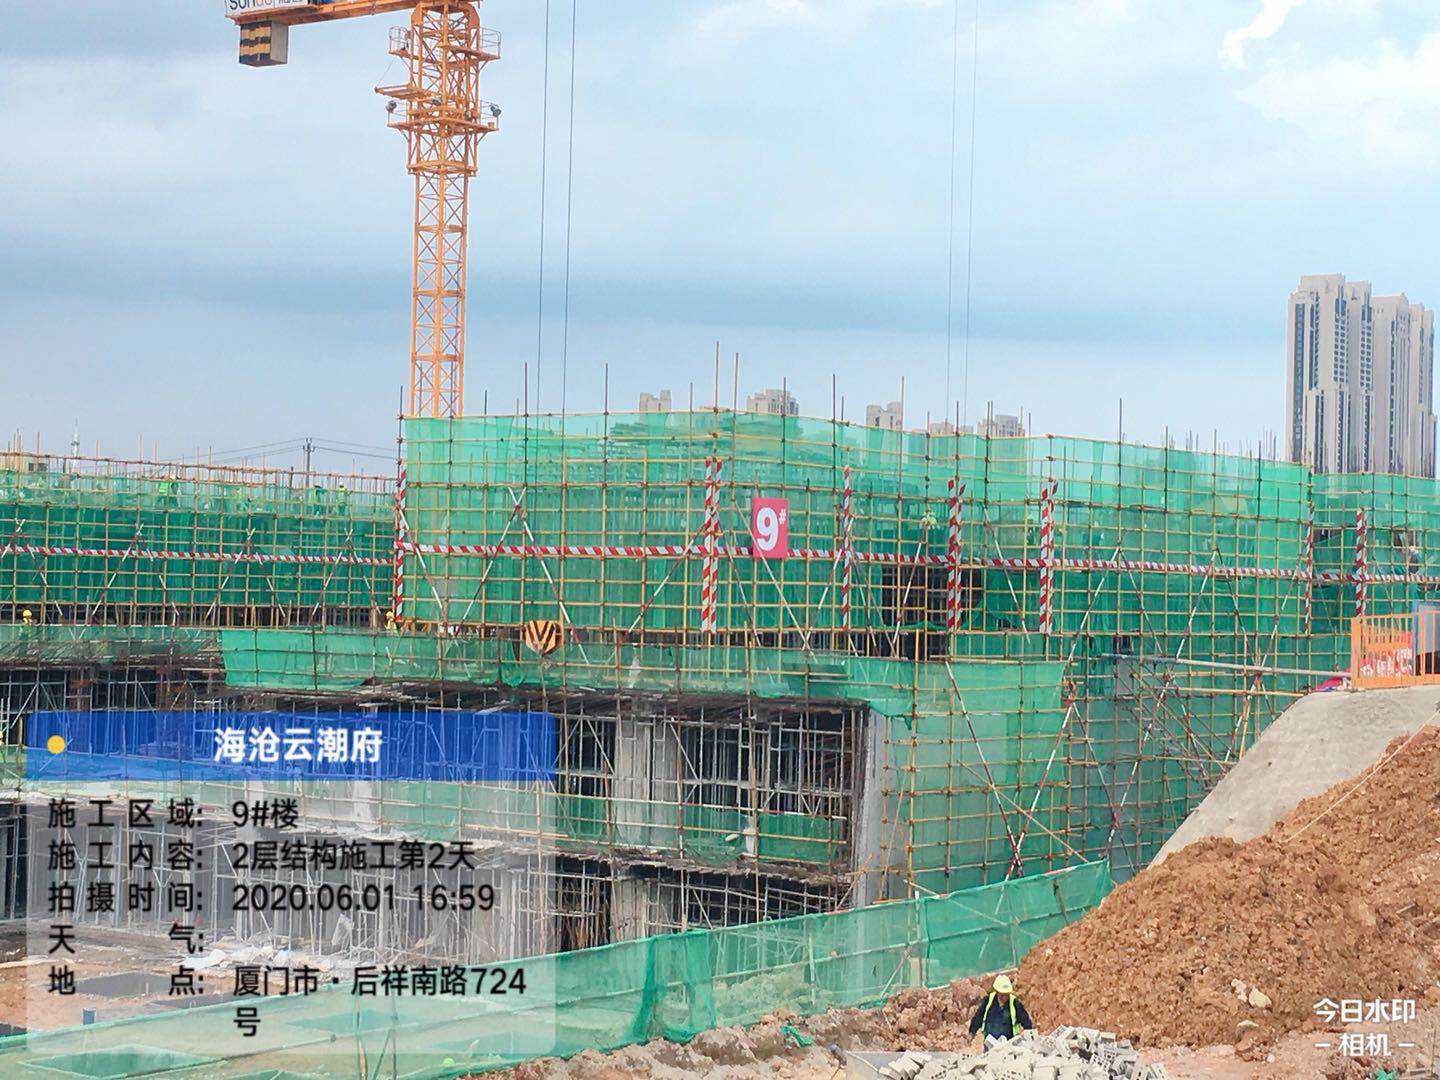 9#
海沧云潮府
施工区域: 9#楼
施工内容: 2层结构施工第2天
拍摄时间: 2020.06.01 16:59
天气:
地点: 厦门市·后祥南路724
号
今日水印
-相机-